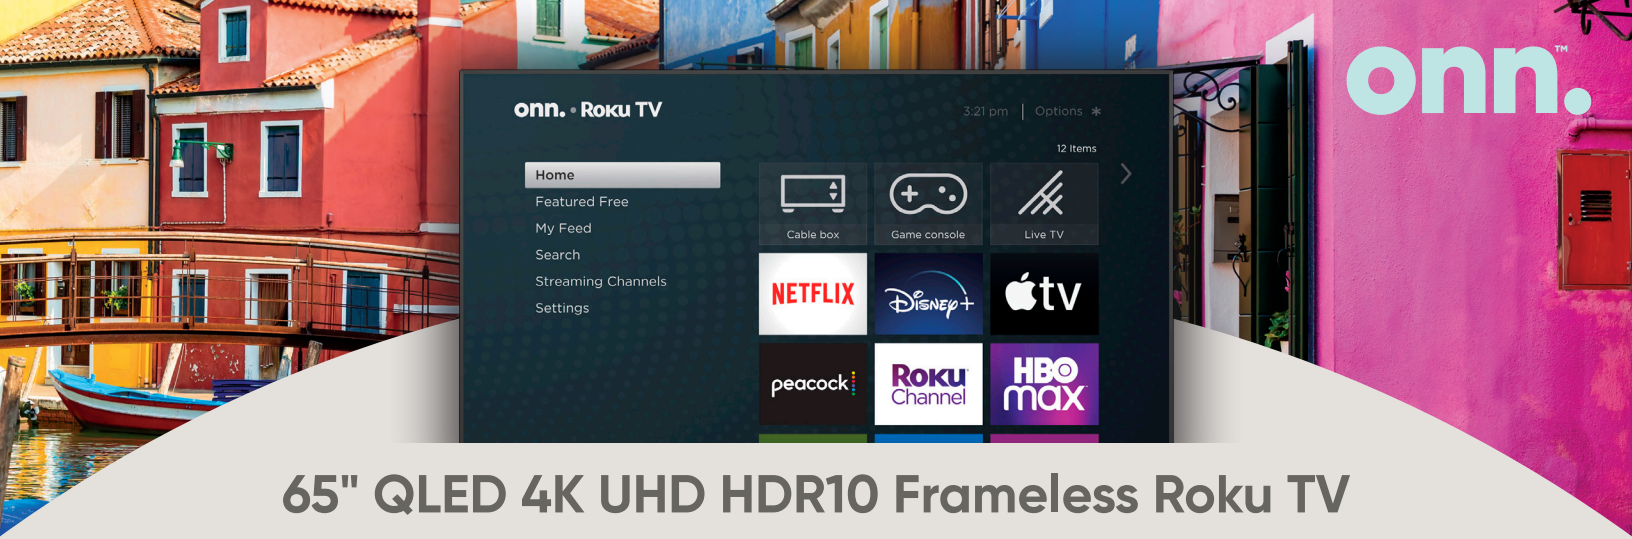 onn.™
onn. • Roku TV
3:21 pm | Options *
12 Items
Home
Featured Free
My Feed
Search
Streaming Channels
Settings
Cable box
Game console
Live TV
NETFLIX
Disney+
tv
peacock
Roku Channel
HBO
max
65" QLED 4K UHD HDR10 Frameless Roku TV